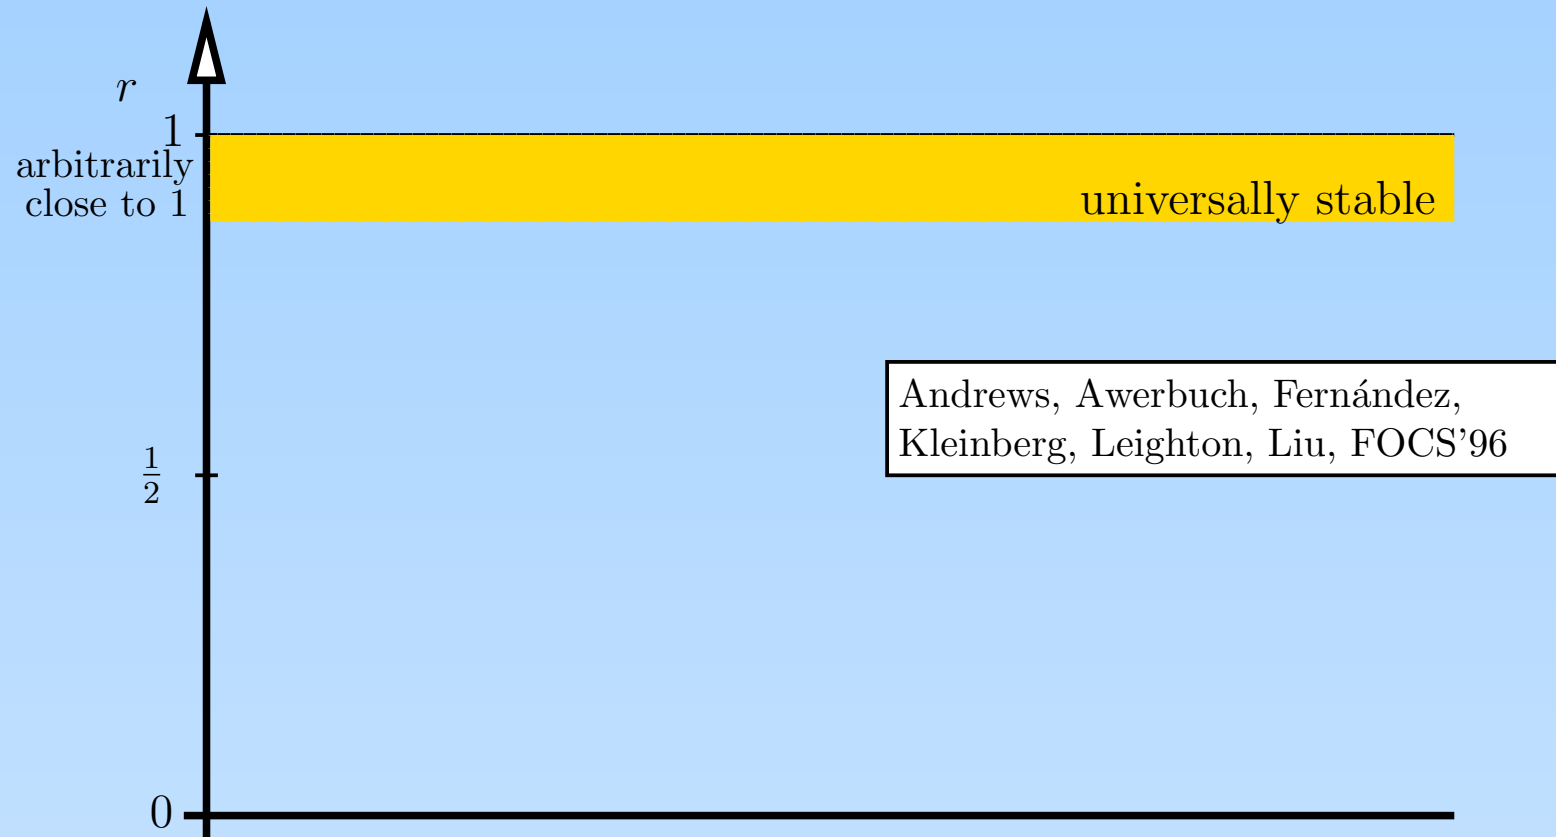 r
1
arbitrarily
close to 1
universally stable
Andrews, Awerbuch, Fernández,
Kleinberg, Leighton, Liu, FOCS'96
1/2
0